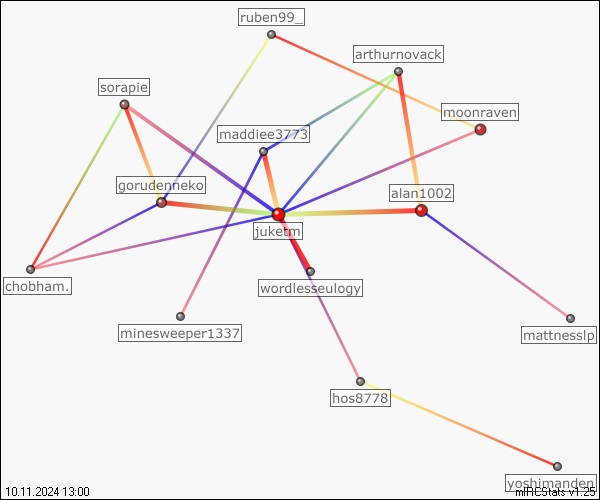 ruben99_
arthurnovack
sorapie
moonraven
maddiee3773
gorudenneko
alan1002
juketm
chobham.
wordlesseulogy
minesweeper1337
mattnesslp
hos8778
yoshimanden
10.11.2024 13:00
mIRCStats v1.25